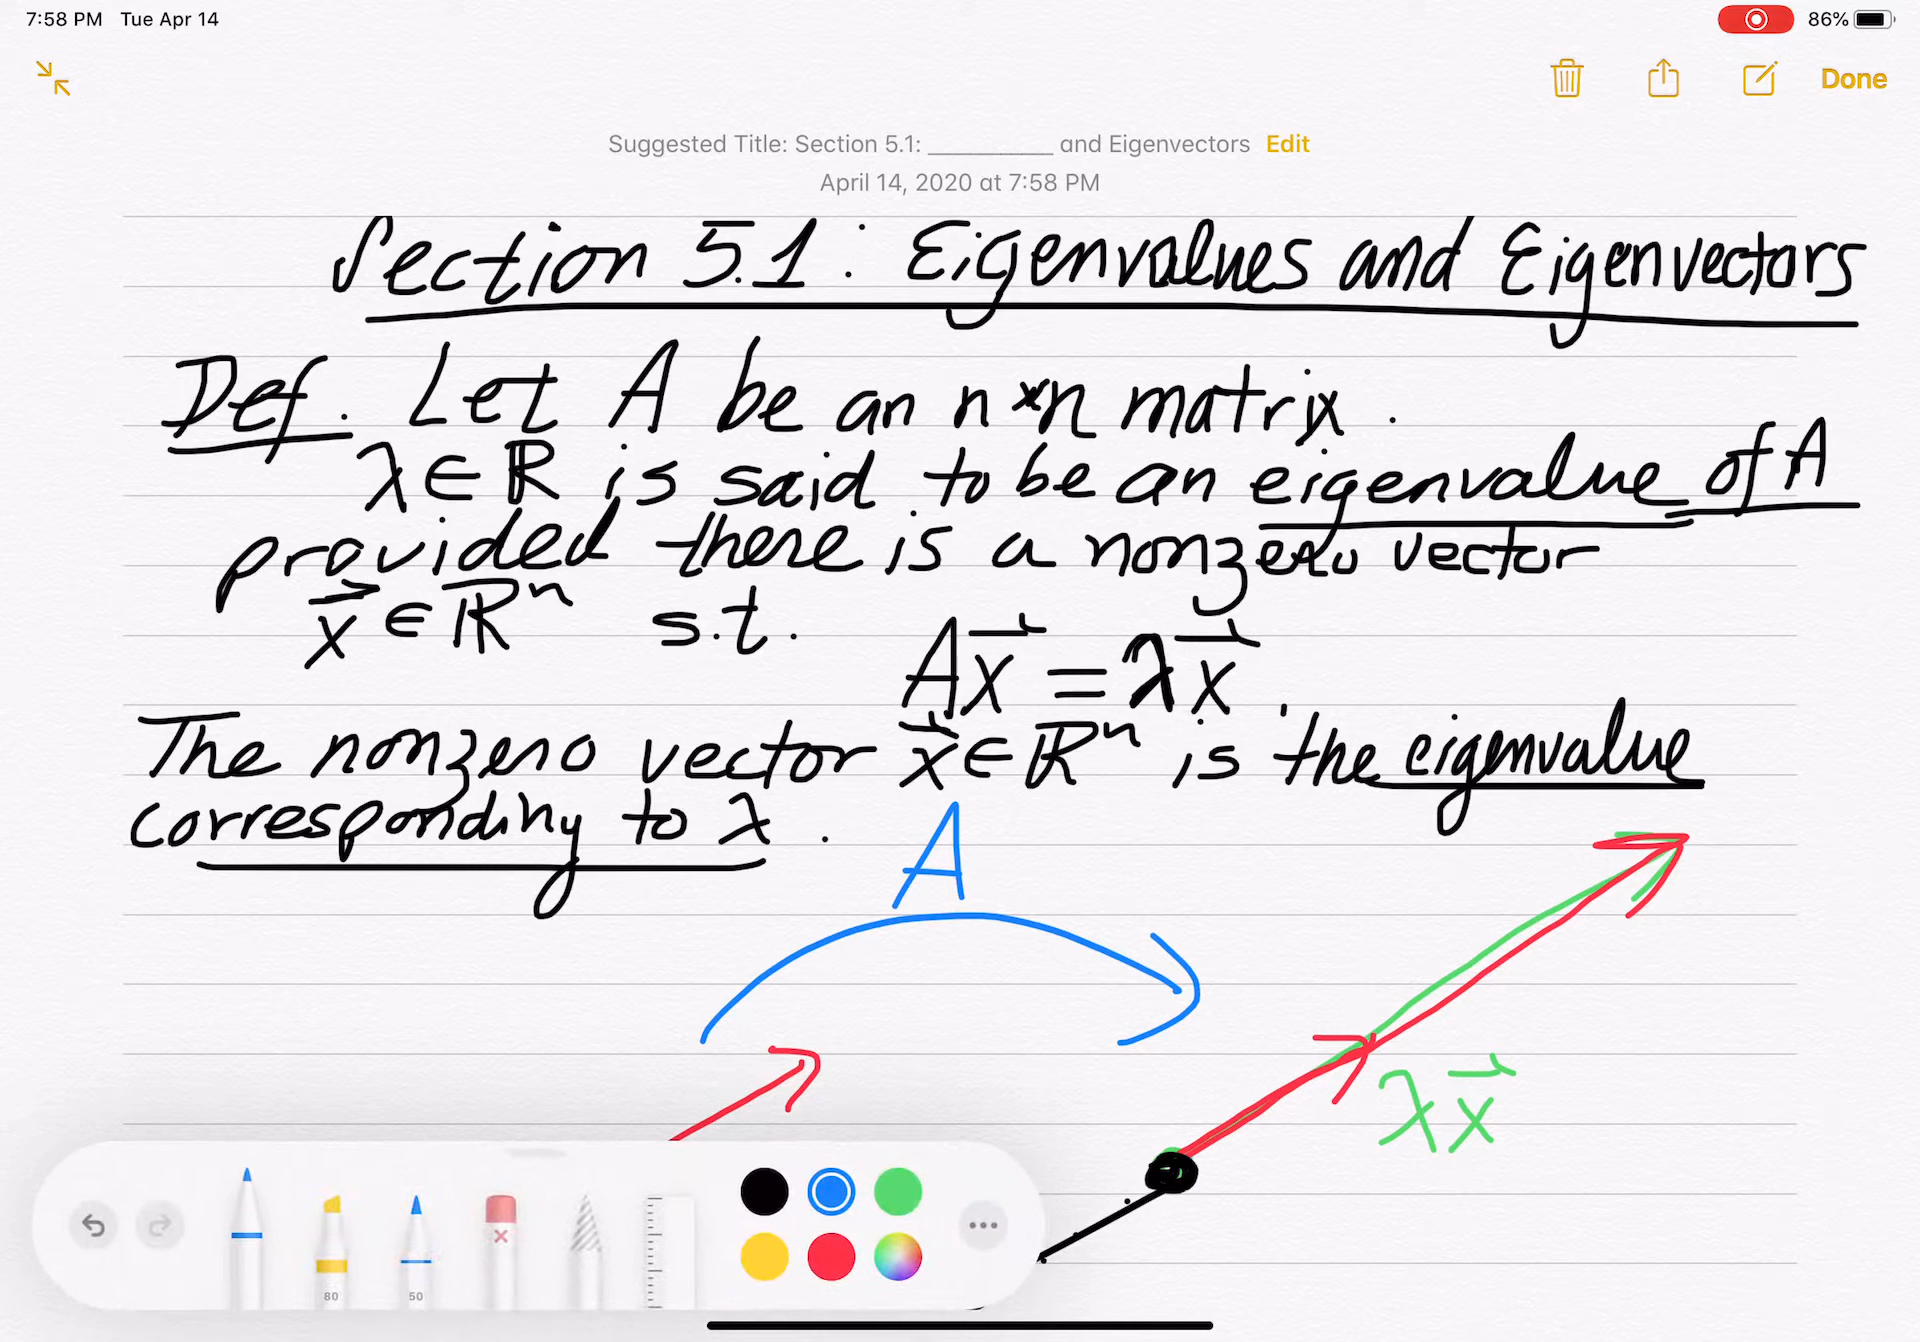 7:58 PM Tue Apr 14
86%
Done
Suggested Title: Section 5.1: __________ and Eigenvectors Edit
April 14, 2020 at 7:58 PM
Section 5.1: Eigenvalues and Eigenvectors
Def. Let A be an n×n matrix.
λ∈ℝ is said to be an eigenvalue of A
provided there is a nonzero vector
x⃗ ∈ ℝⁿ s.t.
Ax⃗ = λx⃗.
The nonzero vector x⃗∈ℝⁿ is the eigenvalue
corresponding to λ.
A
λx⃗
80
50